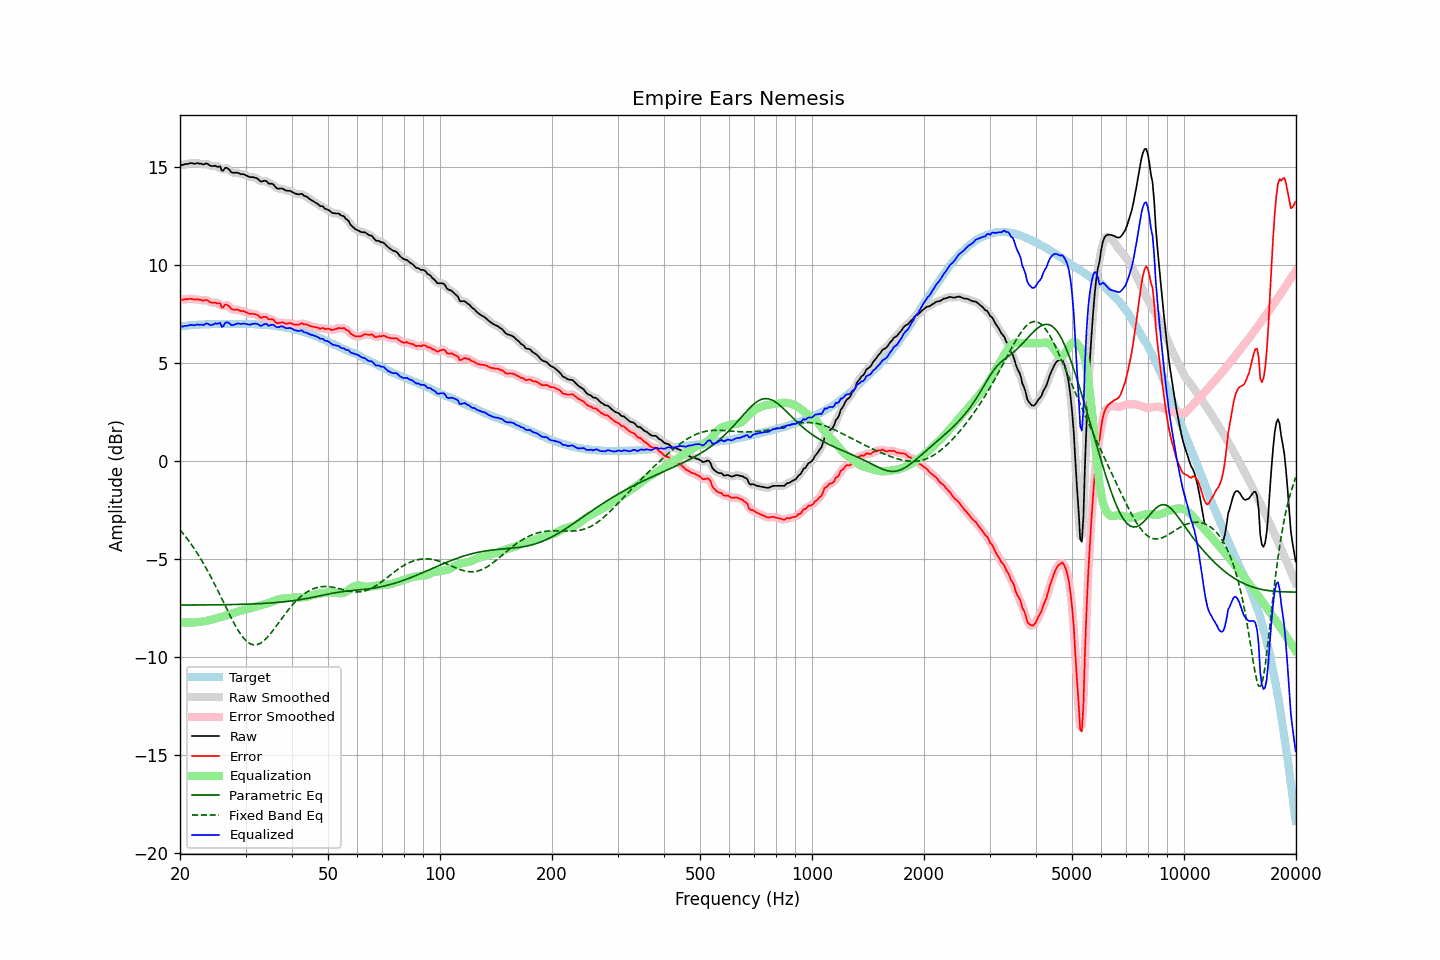 Empire Ears Nemesis
Amplitude (dBr)
15
10
5
0
−5
−10
−15
−20
Target
Raw Smoothed
Error Smoothed
Raw
Error
Equalization
Parametric Eq
Fixed Band Eq
Equalized
20 50 100 200 500 1000 2000 5000 10000 20000
Frequency (Hz)